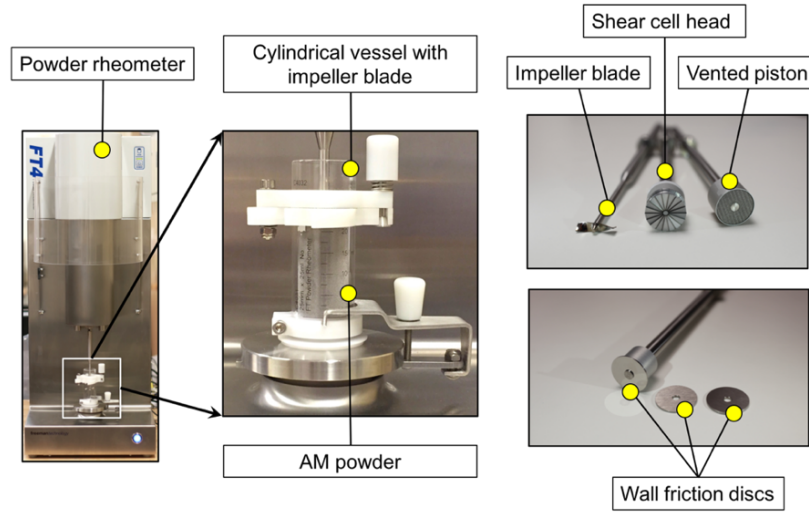 Powder rheometer
Cylindrical vessel with
impeller blade
Shear cell head
Impeller blade
Vented piston
FT4
AM powder
Wall friction discs